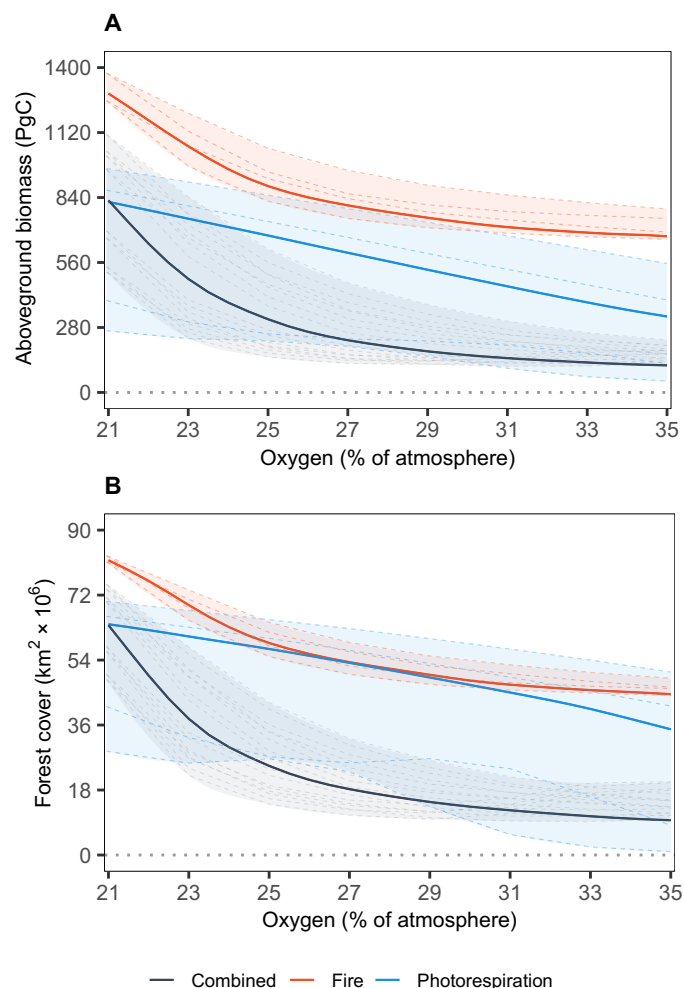 A
Aboveground biomass (PgC)
1400
1120
840
560
280
0
21 23 25 27 29 31 33 35
Oxygen (% of atmosphere)
B
Forest cover (km² × 10⁶)
90
72
54
36
18
0
21 23 25 27 29 31 33 35
Oxygen (% of atmosphere)
Combined Fire Photorespiration